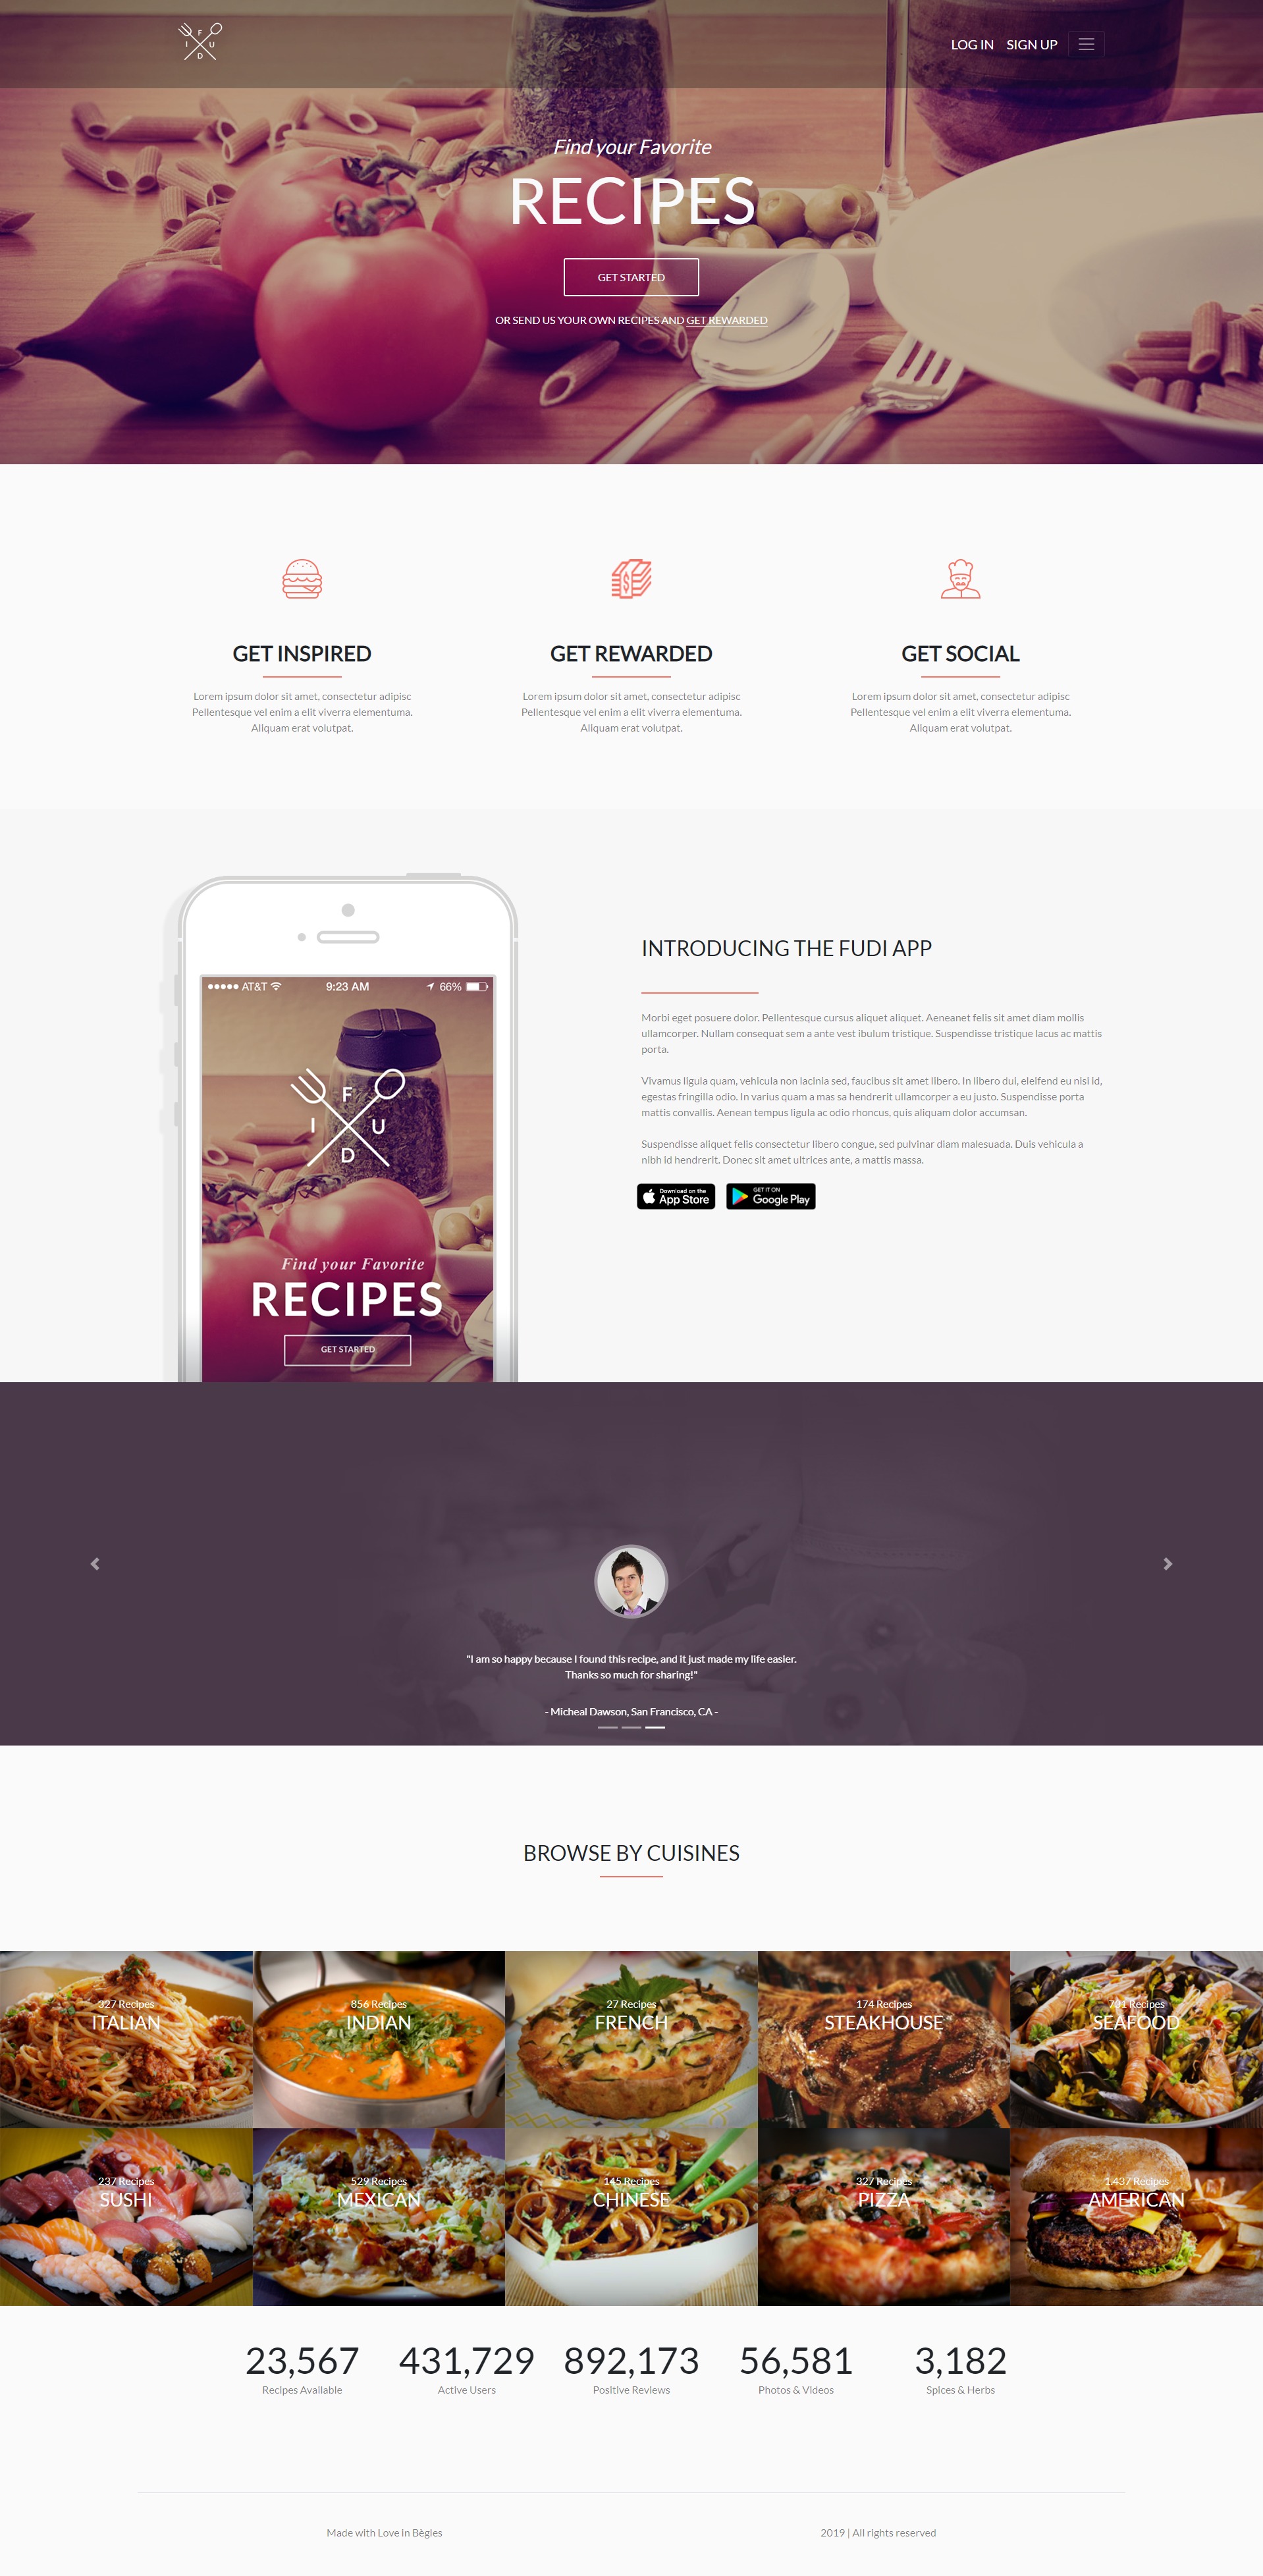 F
I U
D
LOG IN SIGN UP
Find your Favorite
RECIPES
GET STARTED
OR SEND US YOUR OWN RECIPES AND GET REWARDED
GET INSPIRED
Lorem ipsum dolor sit amet, consectetur adipisc
Pellentesque vel enim a elit viverra elementuma.
Aliquam erat volutpat.
GET REWARDED
Lorem ipsum dolor sit amet, consectetur adipisc
Pellentesque vel enim a elit viverra elementuma.
Aliquam erat volutpat.
GET SOCIAL
Lorem ipsum dolor sit amet, consectetur adipisc
Pellentesque vel enim a elit viverra elementuma.
Aliquam erat volutpat.
AT&T 9:23 AM 66%
F
I U
D
Find your Favorite
RECIPES
GET STARTED
INTRODUCING THE FUDI APP
Morbi eget posuere dolor. Pellentesque cursus aliquet aliquet. Aeneanet felis sit amet diam mollis
ullamcorper. Nullam consequat sem a ante vest ibulum tristique. Suspendisse tristique lacus ac mattis
porta.
Vivamus ligula quam, vehicula non lacinia sed, faucibus sit amet libero. In libero dui, eleifend eu nisi id,
egestas fringilla odio. In varius quam a mas sa hendrerit ullamcorper a eu justo. Suspendisse porta
mattis convallis. Aenean tempus ligula ac odio rhoncus, quis aliquam dolor accumsan.
Suspendisse aliquet felis consectetur libero congue, sed pulvinar diam malesuada. Duis vehicula a
nibh id hendrerit. Donec sit amet ultrices ante, a mattis massa.
Download on the
App Store
GET IT ON
Google Play
"I am so happy because I found this recipe, and it just made my life easier.
Thanks so much for sharing!"
- Micheal Dawson, San Francisco, CA -
BROWSE BY CUISINES
327 Recipes
ITALIAN
856 Recipes
INDIAN
27 Recipes
FRENCH
174 Recipes
STEAKHOUSE
Recipes
SEAFOOD
237 Recipes
SUSHI
529 Recipes
MEXICAN
145 Recipes
CHINESE
327 Recipes
PIZZA
1,437 Recipes
AMERICAN
23,567
Recipes Available
431,729
Active Users
892,173
Positive Reviews
56,581
Photos & Videos
3,182
Spices & Herbs
Made with Love in Bègles
2019 | All rights reserved